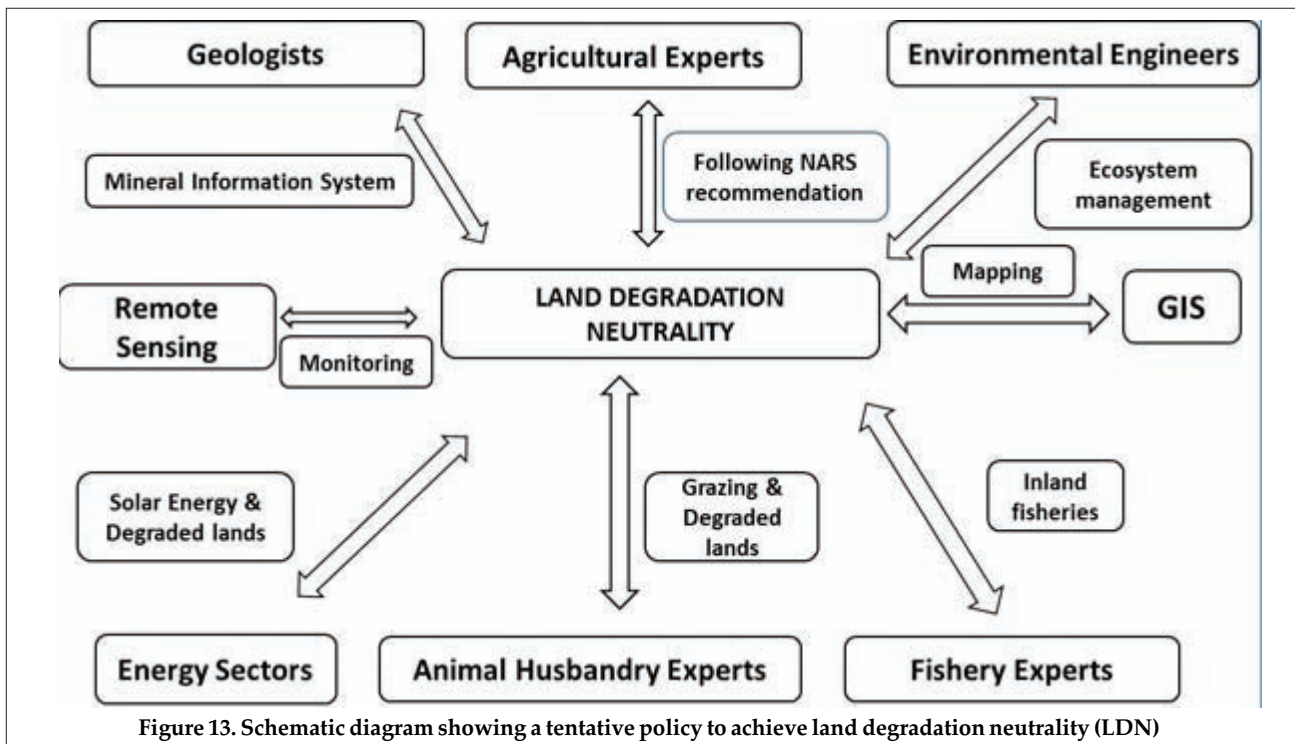 Geologists
Agricultural Experts
Environmental Engineers
Mineral Information System
Following NARS
recommendation
Ecosystem
management
Mapping
Remote
Sensing
Monitoring
LAND DEGRADATION
NEUTRALITY
GIS
Solar Energy &
Degraded lands
Grazing &
Degraded
lands
Inland
fisheries
Energy Sectors
Animal Husbandry Experts
Fishery Experts
Figure 13. Schematic diagram showing a tentative policy to achieve land degradation neutrality (LDN)